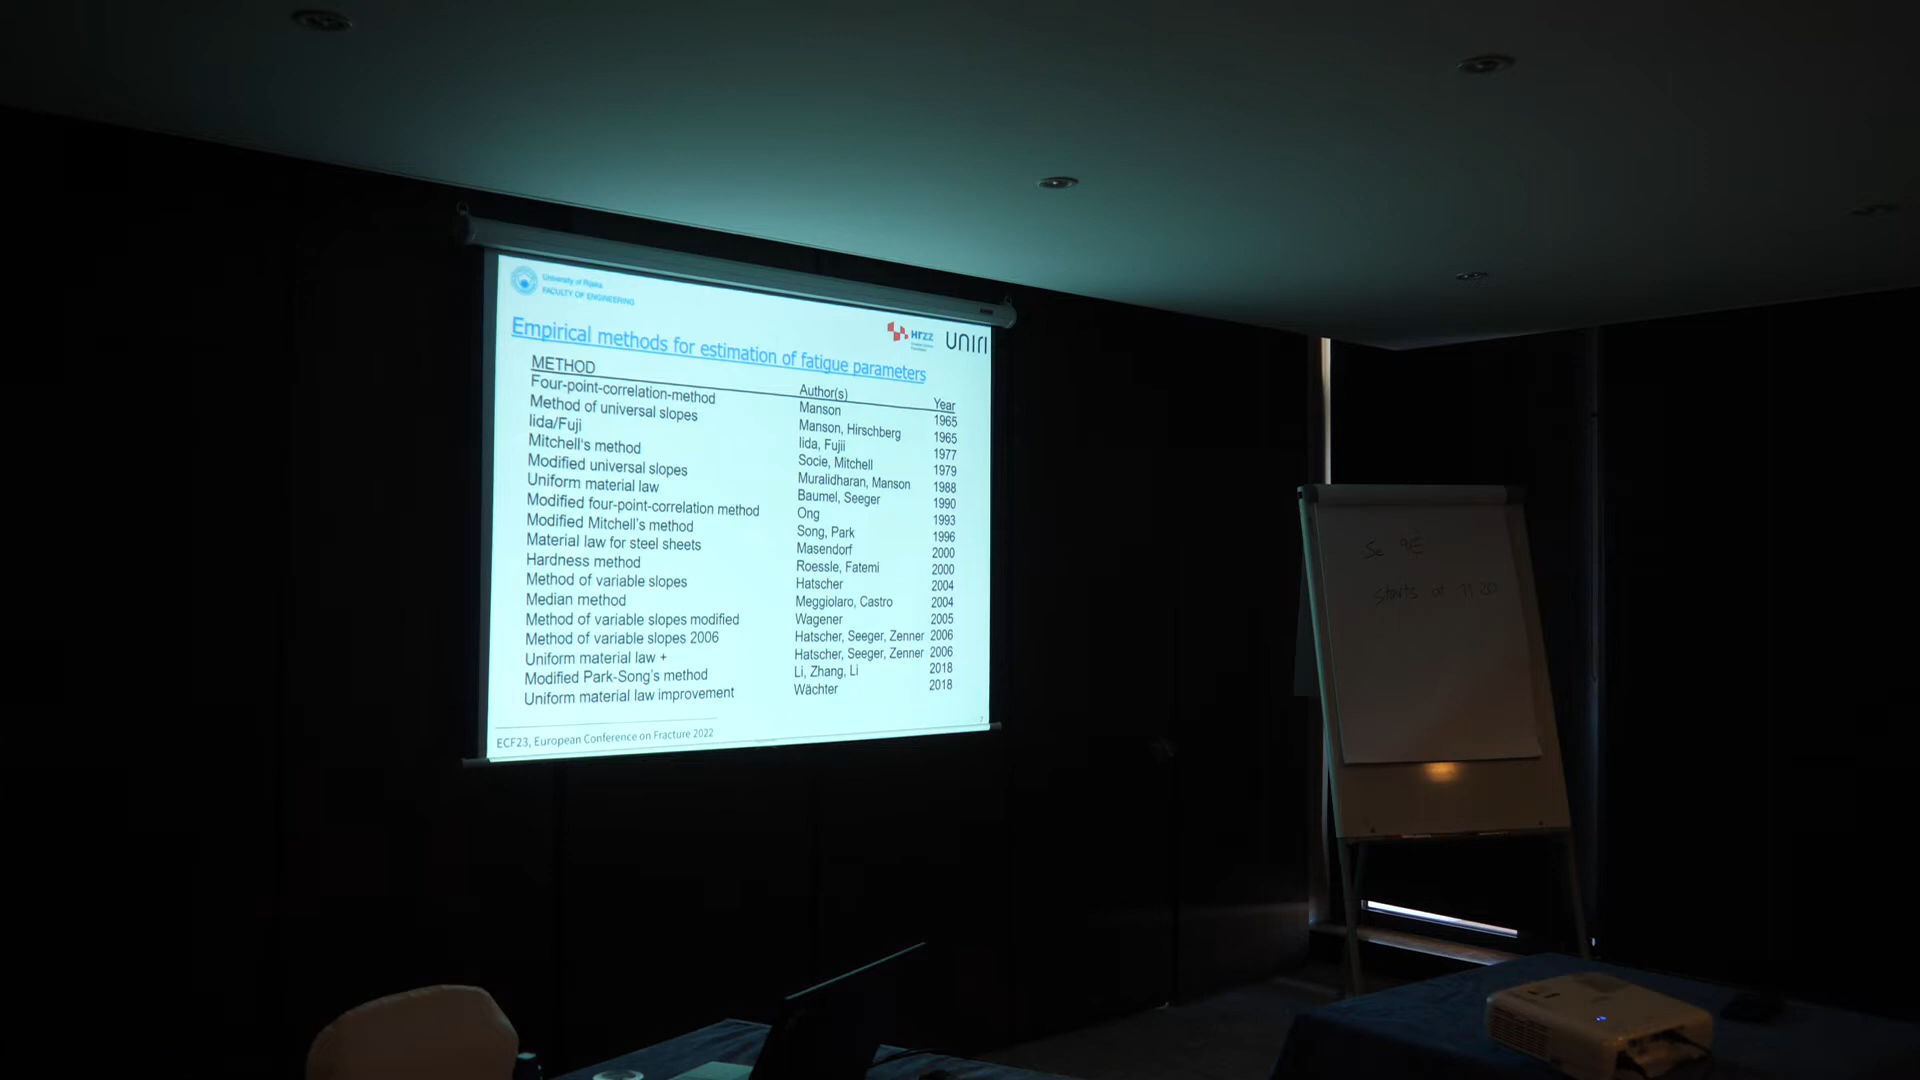 University of Rijeka
FACULTY OF ENGINEERING
HRZZ
UNIRI
Empirical methods for estimation of fatigue parameters
METHOD Author(s) Year
Four-point-correlation-method Manson 1965
Method of universal slopes Manson, Hirschberg 1965
Iida/Fuji Iida, Fujii 1977
Mitchell's method Socie, Mitchell 1979
Modified universal slopes Muralidharan, Manson 1988
Uniform material law Baumel, Seeger 1990
Modified four-point-correlation method Ong 1993
Modified Mitchell's method Song, Park 1996
Material law for steel sheets Masendorf 2000
Hardness method Roessle, Fatemi 2000
Method of variable slopes Hatscher 2004
Median method Meggiolaro, Castro 2004
Method of variable slopes modified Wagener 2005
Method of variable slopes 2006 Hatscher, Seeger, Zenner 2006
Uniform material law + Hatscher, Seeger, Zenner 2006
Modified Park-Song's method Li, Zhang, Li 2018
Uniform material law improvement Wächter 2018
7
ECF23, European Conference on Fracture 2022
starts at 11 20